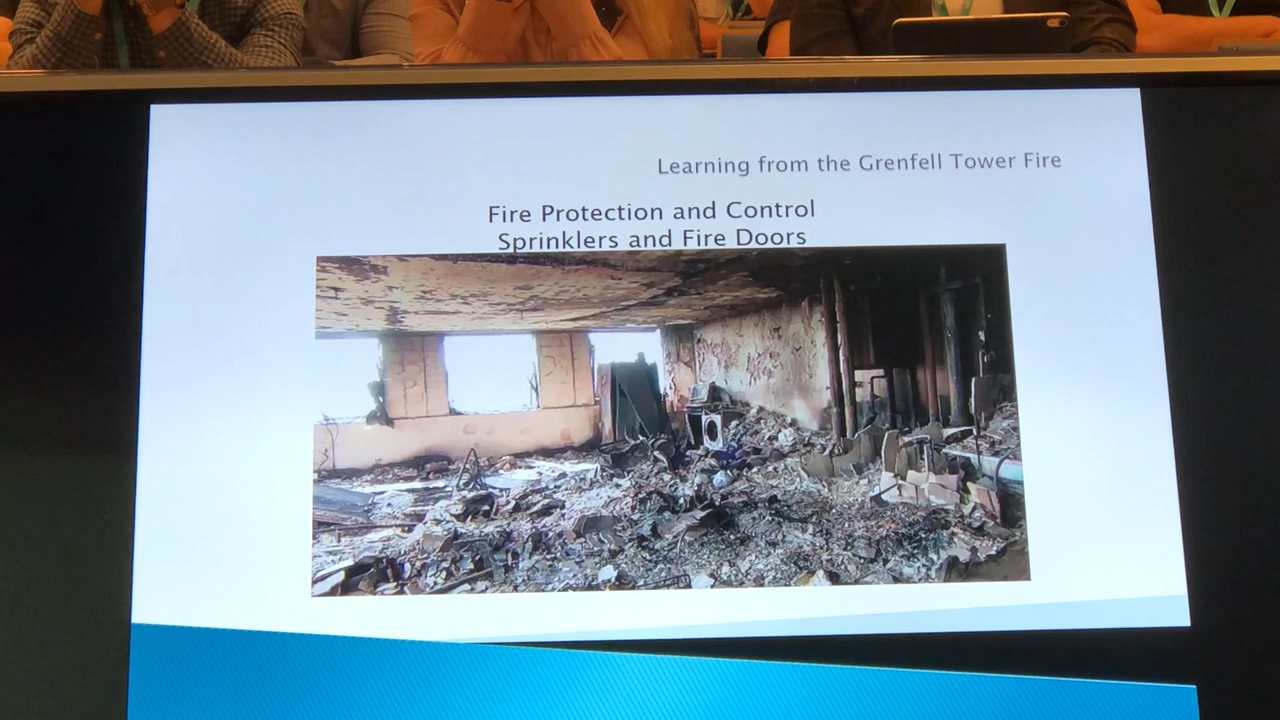 Learning from the Grenfell Tower Fire
Fire Protection and Control
Sprinklers and Fire Doors